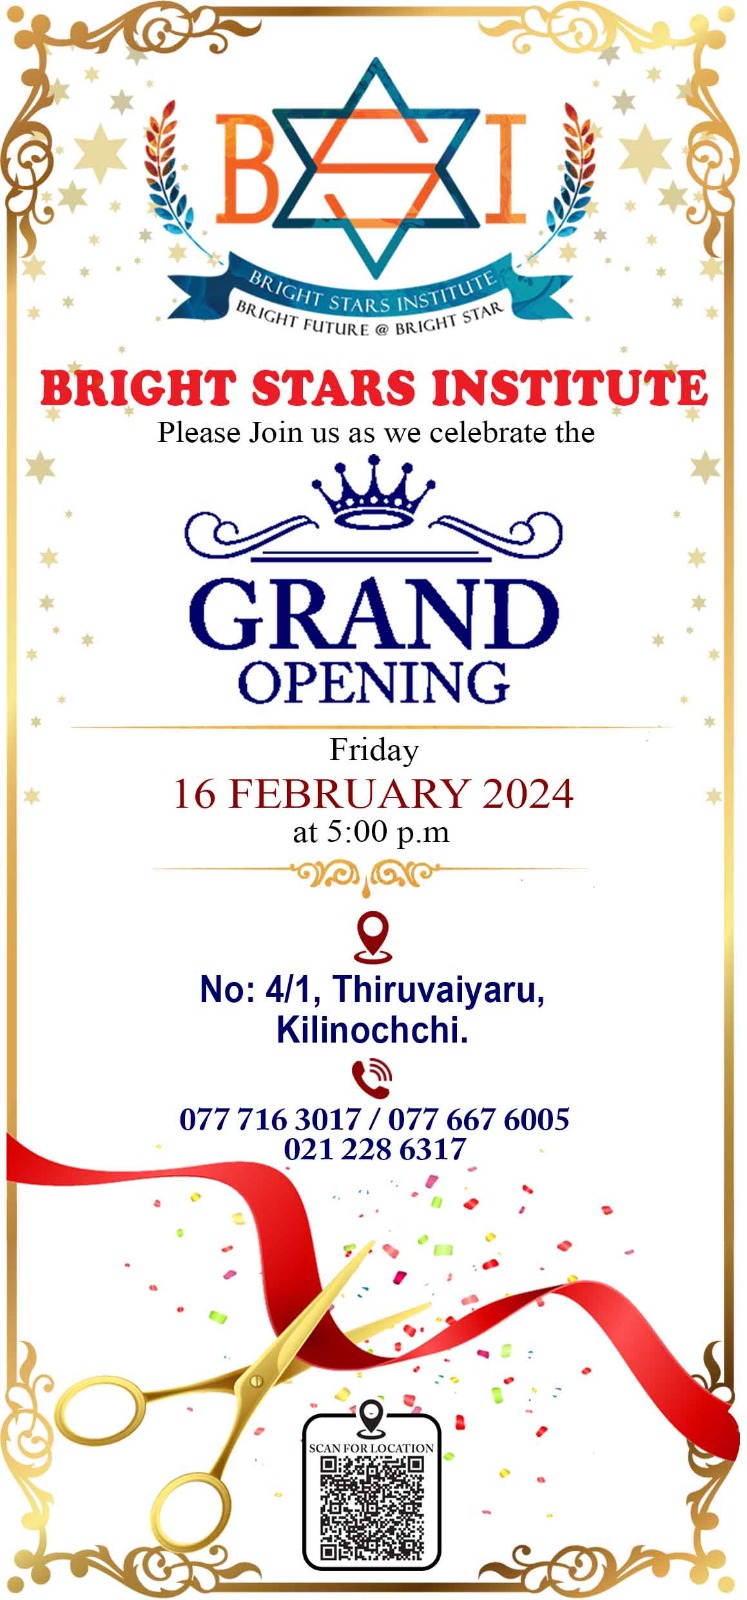 BSI
BRIGHT STARS INSTITUTE
BRIGHT FUTURE @ BRIGHT STAR
BRIGHT STARS INSTITUTE
Please Join us as we celebrate the
GRAND
OPENING
Friday
16 FEBRUARY 2024
at 5:00 p.m
No: 4/1, Thiruvaiyaru,
Kilinochchi.
077 716 3017 / 077 667 6005
021 228 6317
SCAN FOR LOCATION